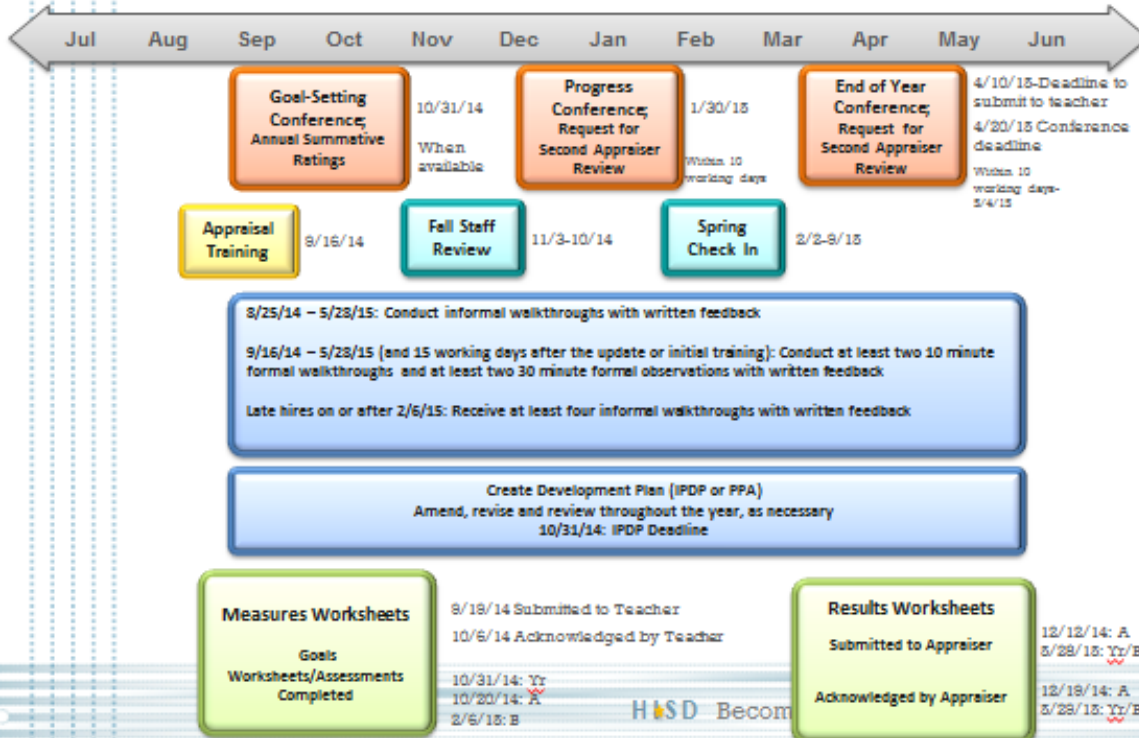 Jul Aug Sep Oct Nov Dec Jan Feb Mar Apr May Jun
Goal-Setting
Conference;
Annual Summative
Ratings
10/31/14
When
available
Progress
Conference;
Request for
Second Appraiser
Review
1/30/15
Within 10
working days
End of Year
Conference;
Request for
Second Appraiser
Review
4/10/15-Deadline to
submit to teacher
4/20/15 Conference
deadline
Within 10
working days-
5/4/15
Appraisal
Training
9/16/14
Fall Staff
Review
11/3-10/14
Spring
Check In
2/2-9/15
8/25/14 – 5/28/15: Conduct informal walkthroughs with written feedback
9/16/14 – 5/28/15 (and 15 working days after the update or initial training): Conduct at least two 10 minute
formal walkthroughs and at least two 30 minute formal observations with written feedback
Late hires on or after 2/6/15: Receive at least four informal walkthroughs with written feedback
Create Development Plan (IPDP or PPA)
Amend, revise and review throughout the year, as necessary
10/31/14: IPDP Deadline
Measures Worksheets
Goals
Worksheets/Assessments
Completed
9/19/14 Submitted to Teacher
10/6/14 Acknowledged by Teacher
10/31/14: Yr
10/20/14: A
2/6/15: B
Results Worksheets
Submitted to Appraiser
Acknowledged by Appraiser
12/12/14: A
5/28/15: Yr/B
12/19/14: A
5/29/15: Yr/B
HISD Becom